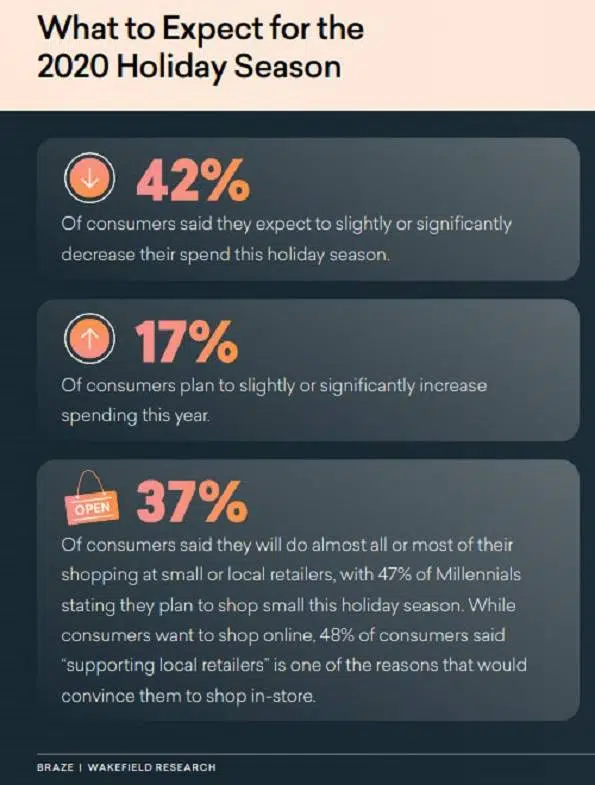 What to Expect for the
2020 Holiday Season
42%
Of consumers said they expect to slightly or significantly
decrease their spend this holiday season.
17%
Of consumers plan to slightly or significantly increase
spending this year.
OPEN
37%
Of consumers said they will do almost all or most of their
shopping at small or local retailers, with 47% of Millennials
stating they plan to shop small this holiday season. While
consumers want to shop online, 48% of consumers said
“supporting local retailers” is one of the reasons that would
convince them to shop in-store.
BRAZE | WAKEFIELD RESEARCH